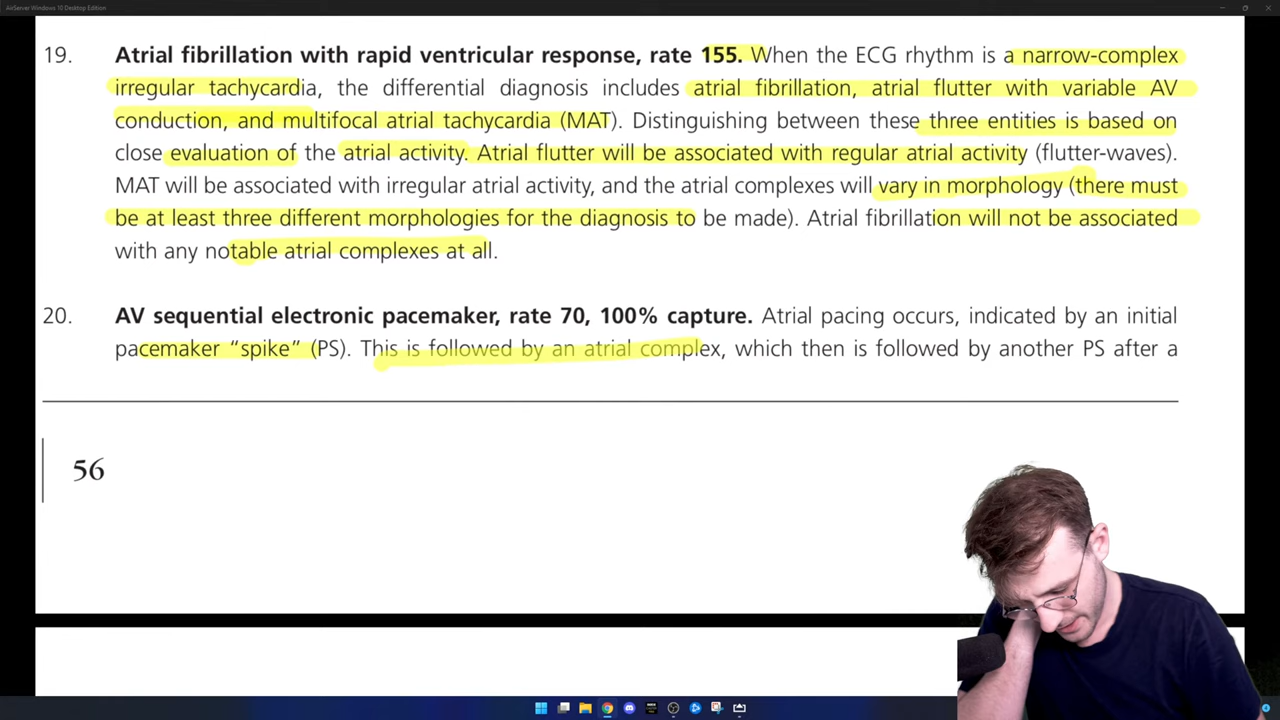 AirServer Windows 10 Desktop Edition
19. Atrial fibrillation with rapid ventricular response, rate 155. When the ECG rhythm is a narrow-complex
irregular tachycardia, the differential diagnosis includes atrial fibrillation, atrial flutter with variable AV
conduction, and multifocal atrial tachycardia (MAT). Distinguishing between these three entities is based on
close evaluation of the atrial activity. Atrial flutter will be associated with regular atrial activity (flutter-waves).
MAT will be associated with irregular atrial activity, and the atrial complexes will vary in morphology (there must
be at least three different morphologies for the diagnosis to be made). Atrial fibrillation will not be associated
with any notable atrial complexes at all.
20. AV sequential electronic pacemaker, rate 70, 100% capture. Atrial pacing occurs, indicated by an initial
pacemaker “spike” (PS). This is followed by an atrial complex, which then is followed by another PS after a
56